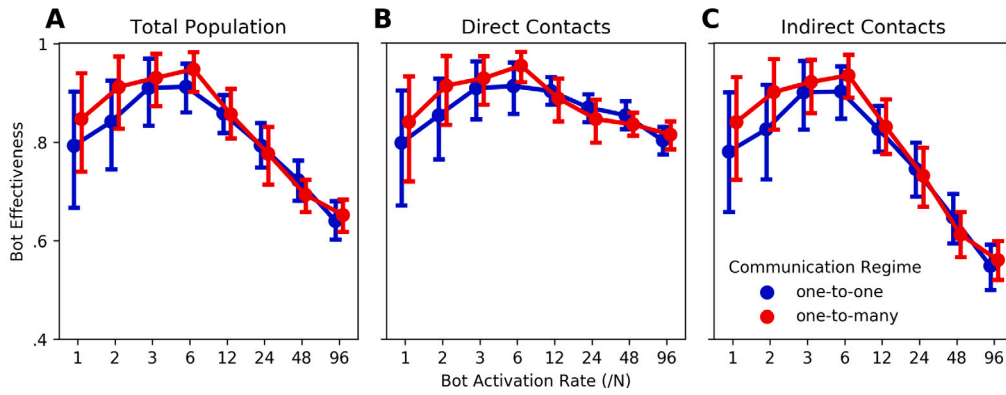 A Total Population
B Direct Contacts
C Indirect Contacts
Bot Effectiveness
1
.8
.6
.4
1 2 3 6 12 24 48 96
1 2 3 6 12 24 48 96
1 2 3 6 12 24 48 96
Communication Regime
one-to-one
one-to-many
Bot Activation Rate (/N)